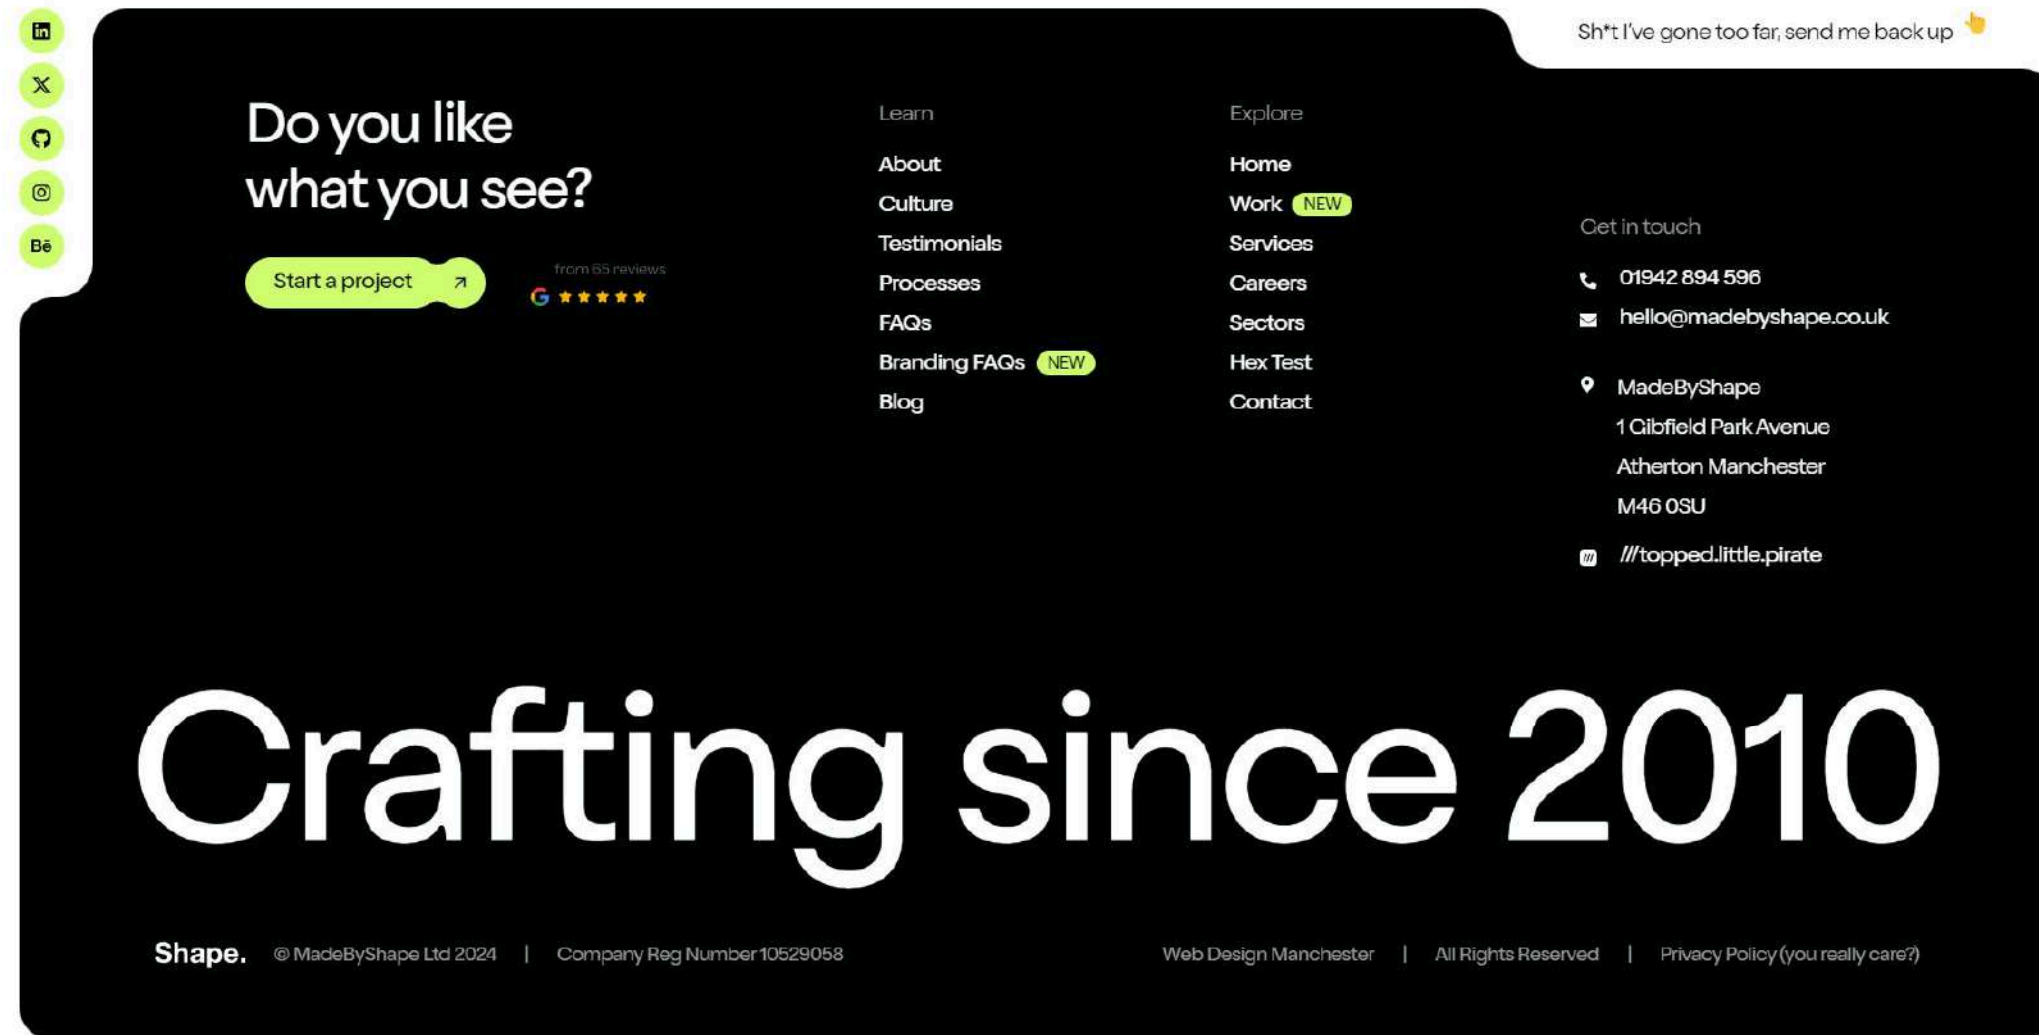 Sh*t I've gone too far, send me back up
Bē
Do you like
what you see?
Start a project
from 65 reviews
Learn
About
Culture
Testimonials
Processes
FAQs
Branding FAQs NEW
Blog
Explore
Home
Work NEW
Services
Careers
Sectors
Hex Test
Contact
Get in touch
01942 894 596
hello@madebyshape.co.uk
MadeByShape
1 Gibfield Park Avenue
Atherton Manchester
M46 0SU
///topped.little.pirate
Crafting since 2010
Shape. © MadeByShape Ltd 2024 | Company Reg Number 10529058
Web Design Manchester | All Rights Reserved | Privacy Policy (you really care?)